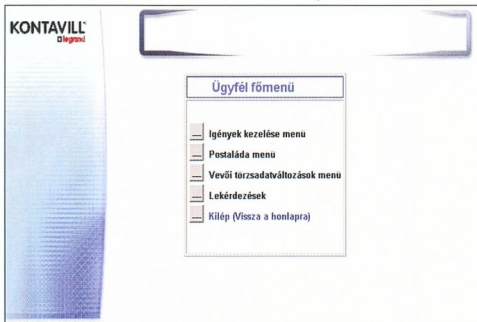 KONTAVILL
legrand
Ügyfél főmenü
Igények kezelése menü
Postaláda menü
Vevői törzsadatváltozások menü
Lekérdezések
Kilép (Vissza a honlapra)